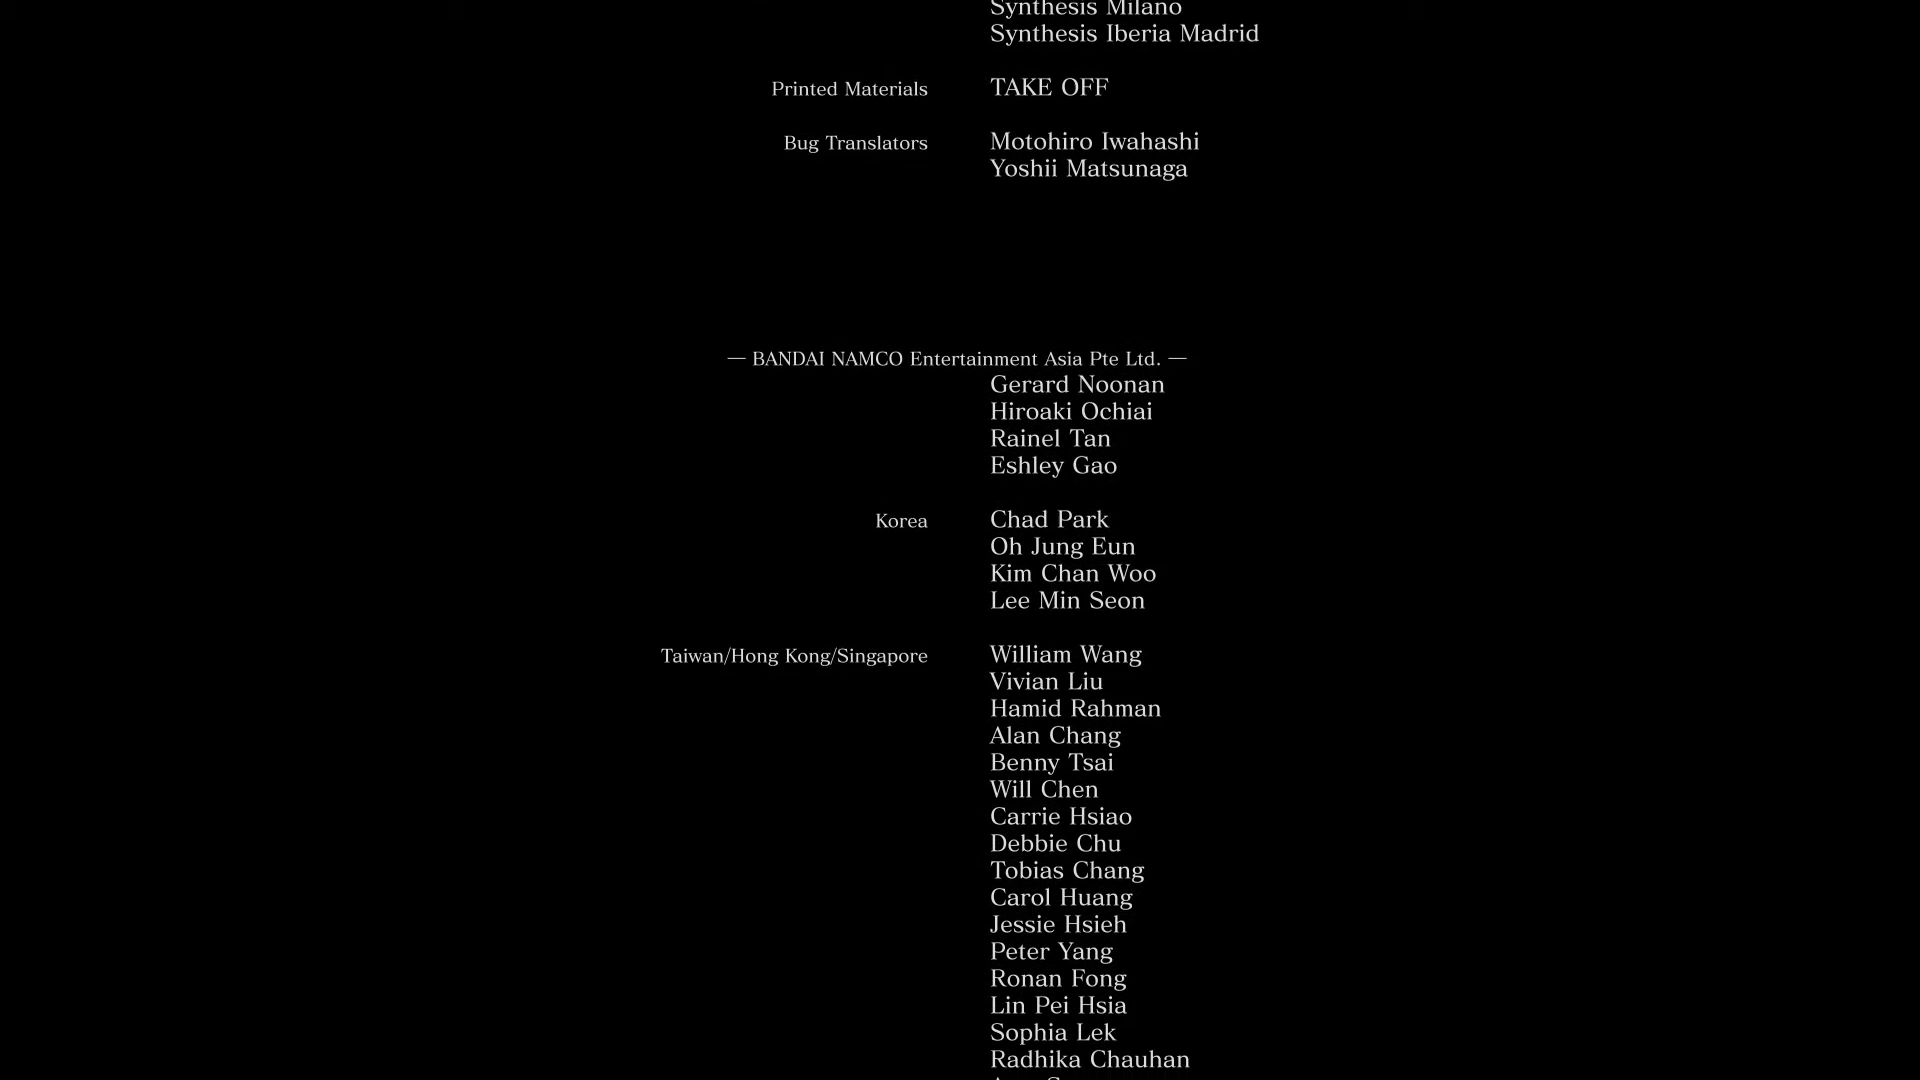 Synthesis Milano
Synthesis Iberia Madrid
Printed Materials TAKE OFF
Bug Translators Motohiro Iwahashi
Yoshii Matsunaga
— BANDAI NAMCO Entertainment Asia Pte Ltd. —
Gerard Noonan
Hiroaki Ochiai
Rainel Tan
Eshley Gao
Korea Chad Park
Oh Jung Eun
Kim Chan Woo
Lee Min Seon
Taiwan/Hong Kong/Singapore William Wang
Vivian Liu
Hamid Rahman
Alan Chang
Benny Tsai
Will Chen
Carrie Hsiao
Debbie Chu
Tobias Chang
Carol Huang
Jessie Hsieh
Peter Yang
Ronan Fong
Lin Pei Hsia
Sophia Lek
Radhika Chauhan